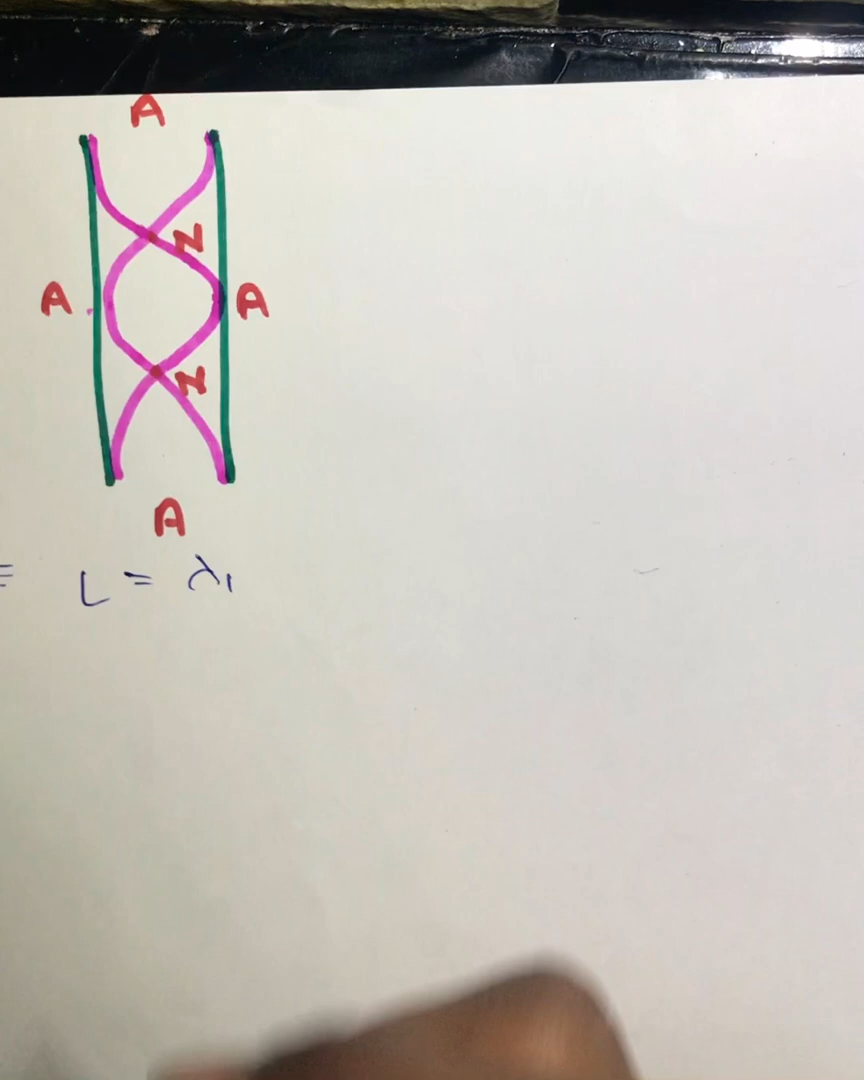 A
N
A A
N
A
= L = λ₁